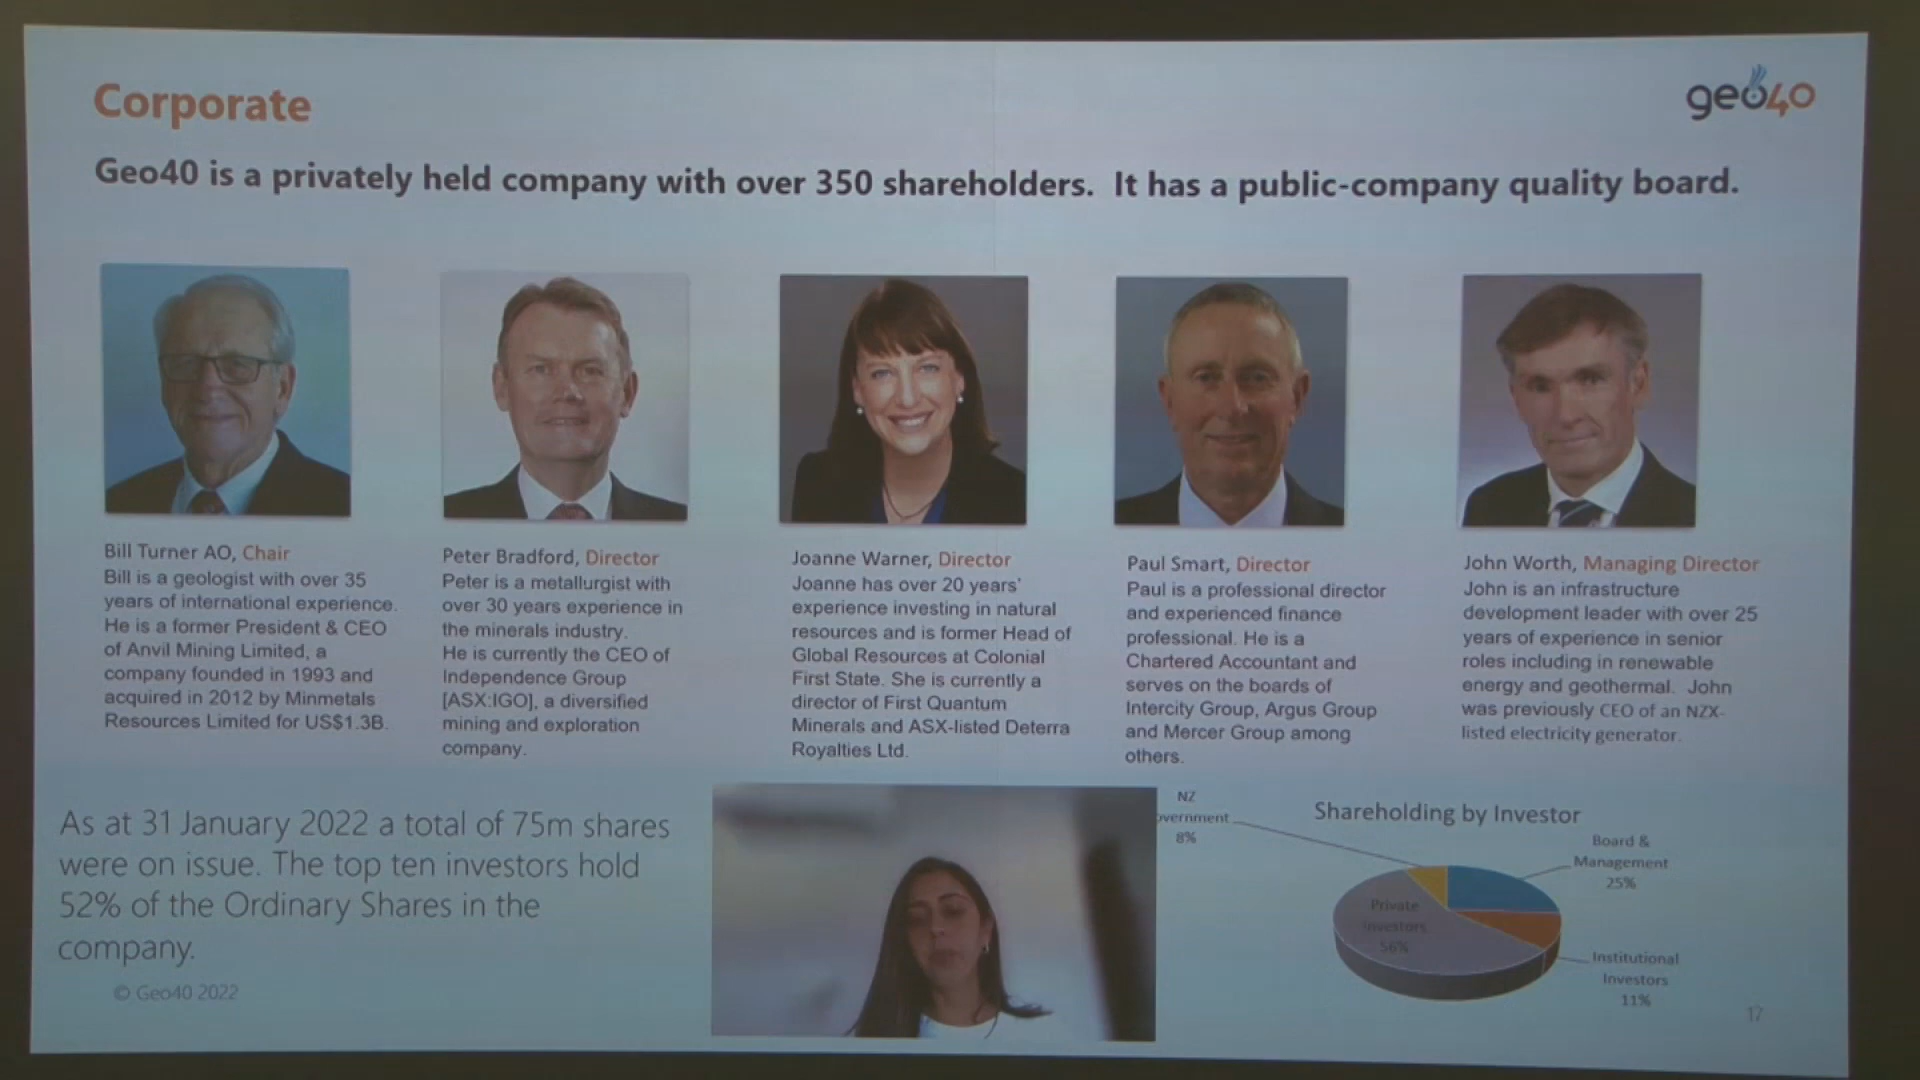 Corporate
geo40
Geo40 is a privately held company with over 350 shareholders. It has a public-company quality board.
Bill Turner AO, Chair
Bill is a geologist with over 35
years of international experience.
He is a former President & CEO
of Anvil Mining Limited, a
company founded in 1993 and
acquired in 2012 by Minmetals
Resources Limited for US$1.3B.
Peter Bradford, Director
Peter is a metallurgist with
over 30 years experience in
the minerals industry.
He is currently the CEO of
Independence Group
[ASX:IGO], a diversified
mining and exploration
company.
Joanne Warner, Director
Joanne has over 20 years'
experience investing in natural
resources and is former Head of
Global Resources at Colonial
First State. She is currently a
director of First Quantum
Minerals and ASX-listed Deterra
Royalties Ltd.
Paul Smart, Director
Paul is a professional director
and experienced finance
professional. He is a
Chartered Accountant and
serves on the boards of
Intercity Group, Argus Group
and Mercer Group among
others.
John Worth, Managing Director
John is an infrastructure
development leader with over 25
years of experience in senior
roles including in renewable
energy and geothermal. John
was previously CEO of an NZX-
listed electricity generator.
As at 31 January 2022 a total of 75m shares
were on issue. The top ten investors hold
52% of the Ordinary Shares in the
company.
© Geo40 2022
Shareholding by Investor
NZ
vernment
8%
Board &
Management
25%
Private
Investors
56%
Institutional
Investors
11%
17